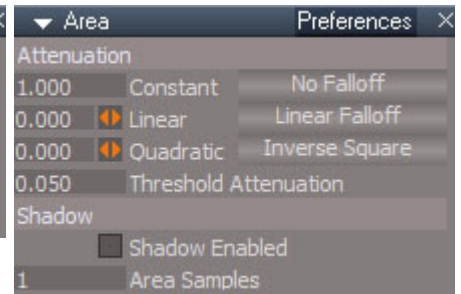 Area Preferences
Attenuation
1.000 Constant No Falloff
0.000 Linear Linear Falloff
0.000 Quadratic Inverse Square
0.050 Threshold Attenuation
Shadow
Shadow Enabled
1 Area Samples